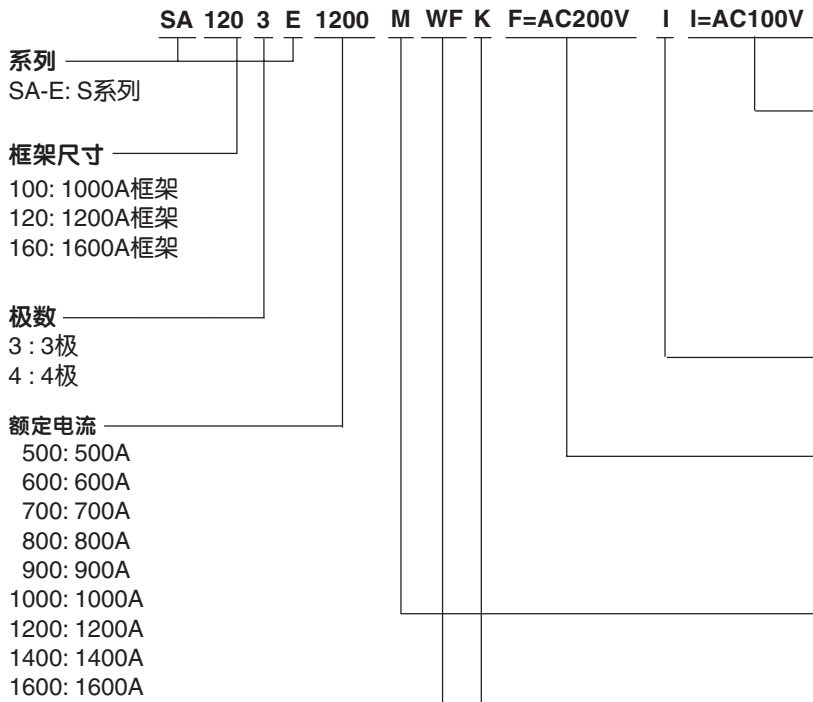 SA 120 3 E 1200 M WF K F=AC200V I I=AC100V
系列
SA-E: S系列
框架尺寸
100: 1000A框架
120: 1200A框架
160: 1600A框架
极数
3 : 3极
4 : 4极
额定电流
500: 500A
600: 600A
700: 700A
800: 800A
900: 900A
1000: 1000A
1200: 1200A
1400: 1400A
1600: 1600A